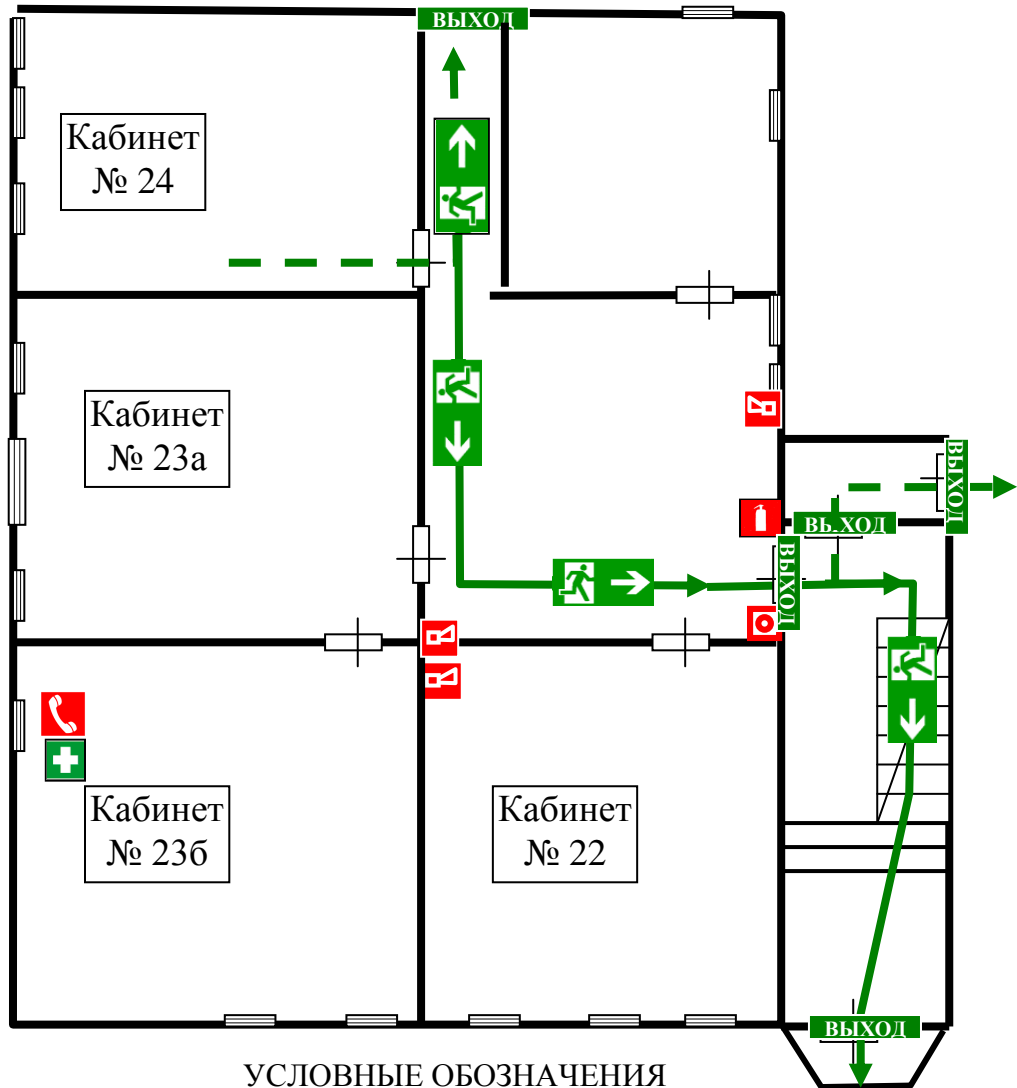 ВЫХОД
Кабинет
№ 24
Кабинет
№ 23а
ВЫХОД
ВЫХОД
ВЫХОД
Кабинет
№ 23б
Кабинет
№ 22
ВЫХОД
УСЛОВНЫЕ ОБОЗНАЧЕНИЯ